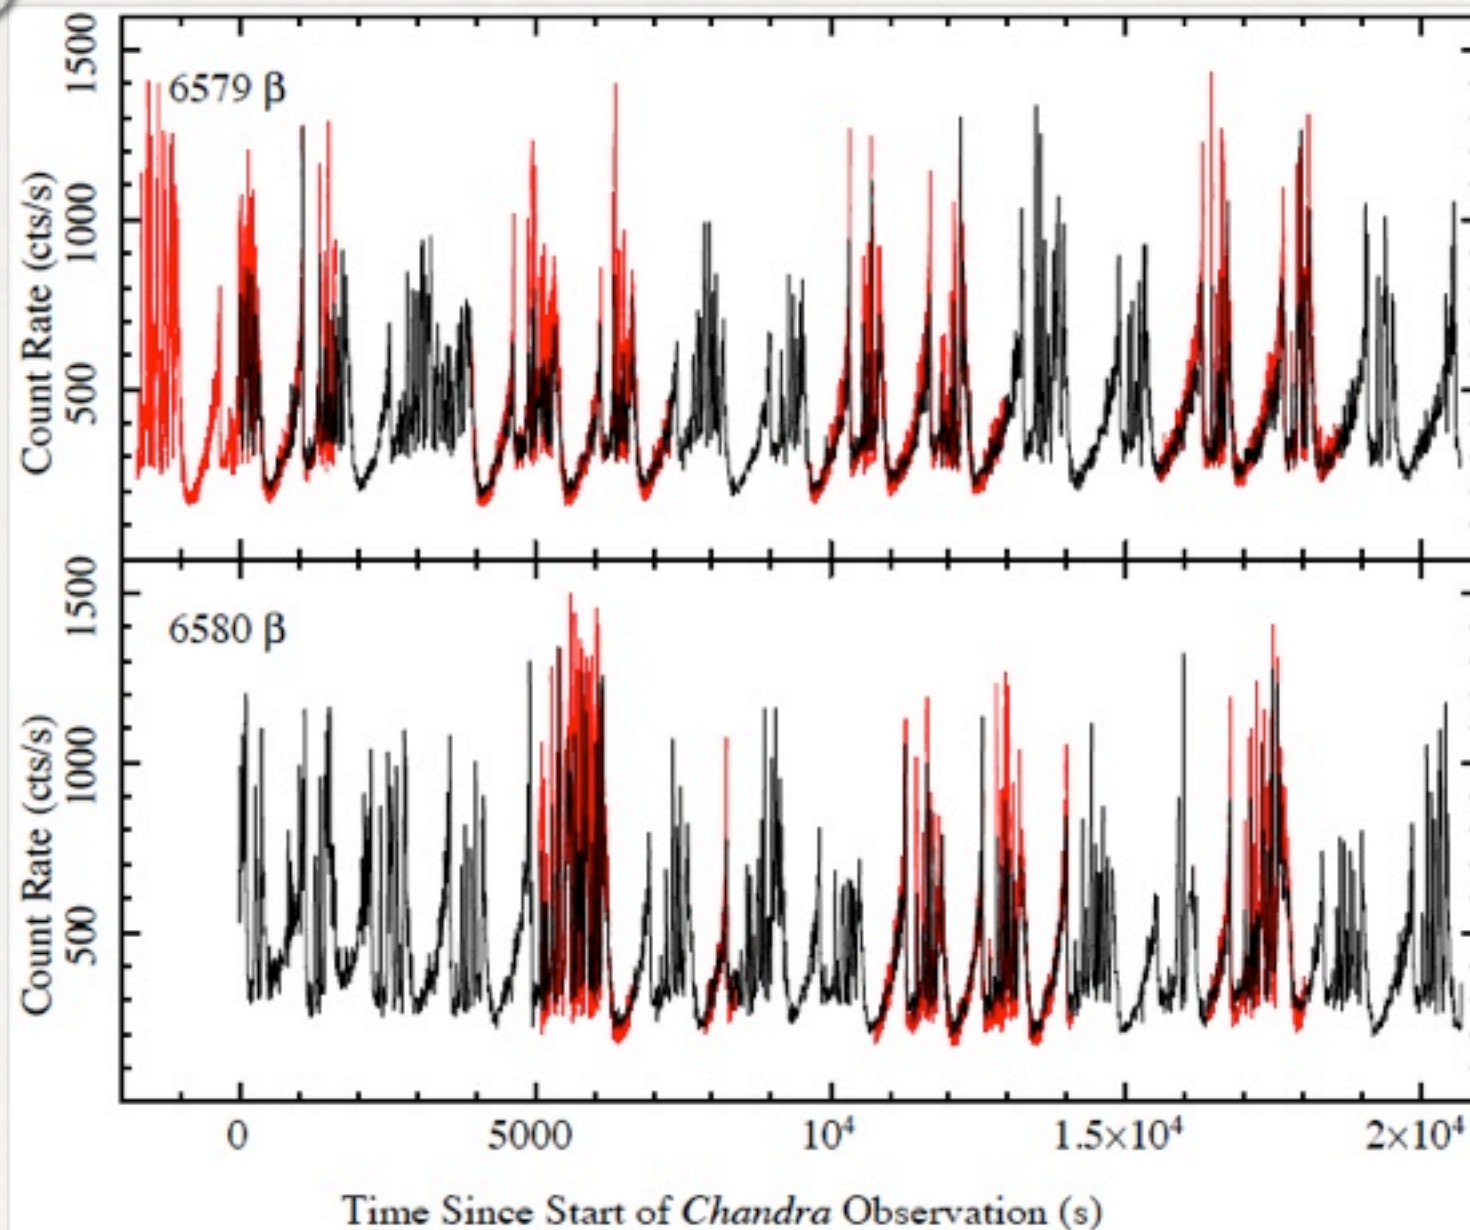 1500
1000
500
Count Rate (cts/s)
6579 β
1500
1000
500
Count Rate (cts/s)
6580 β
0 5000 10⁴ 1.5×10⁴ 2×10⁴
Time Since Start of Chandra Observation (s)